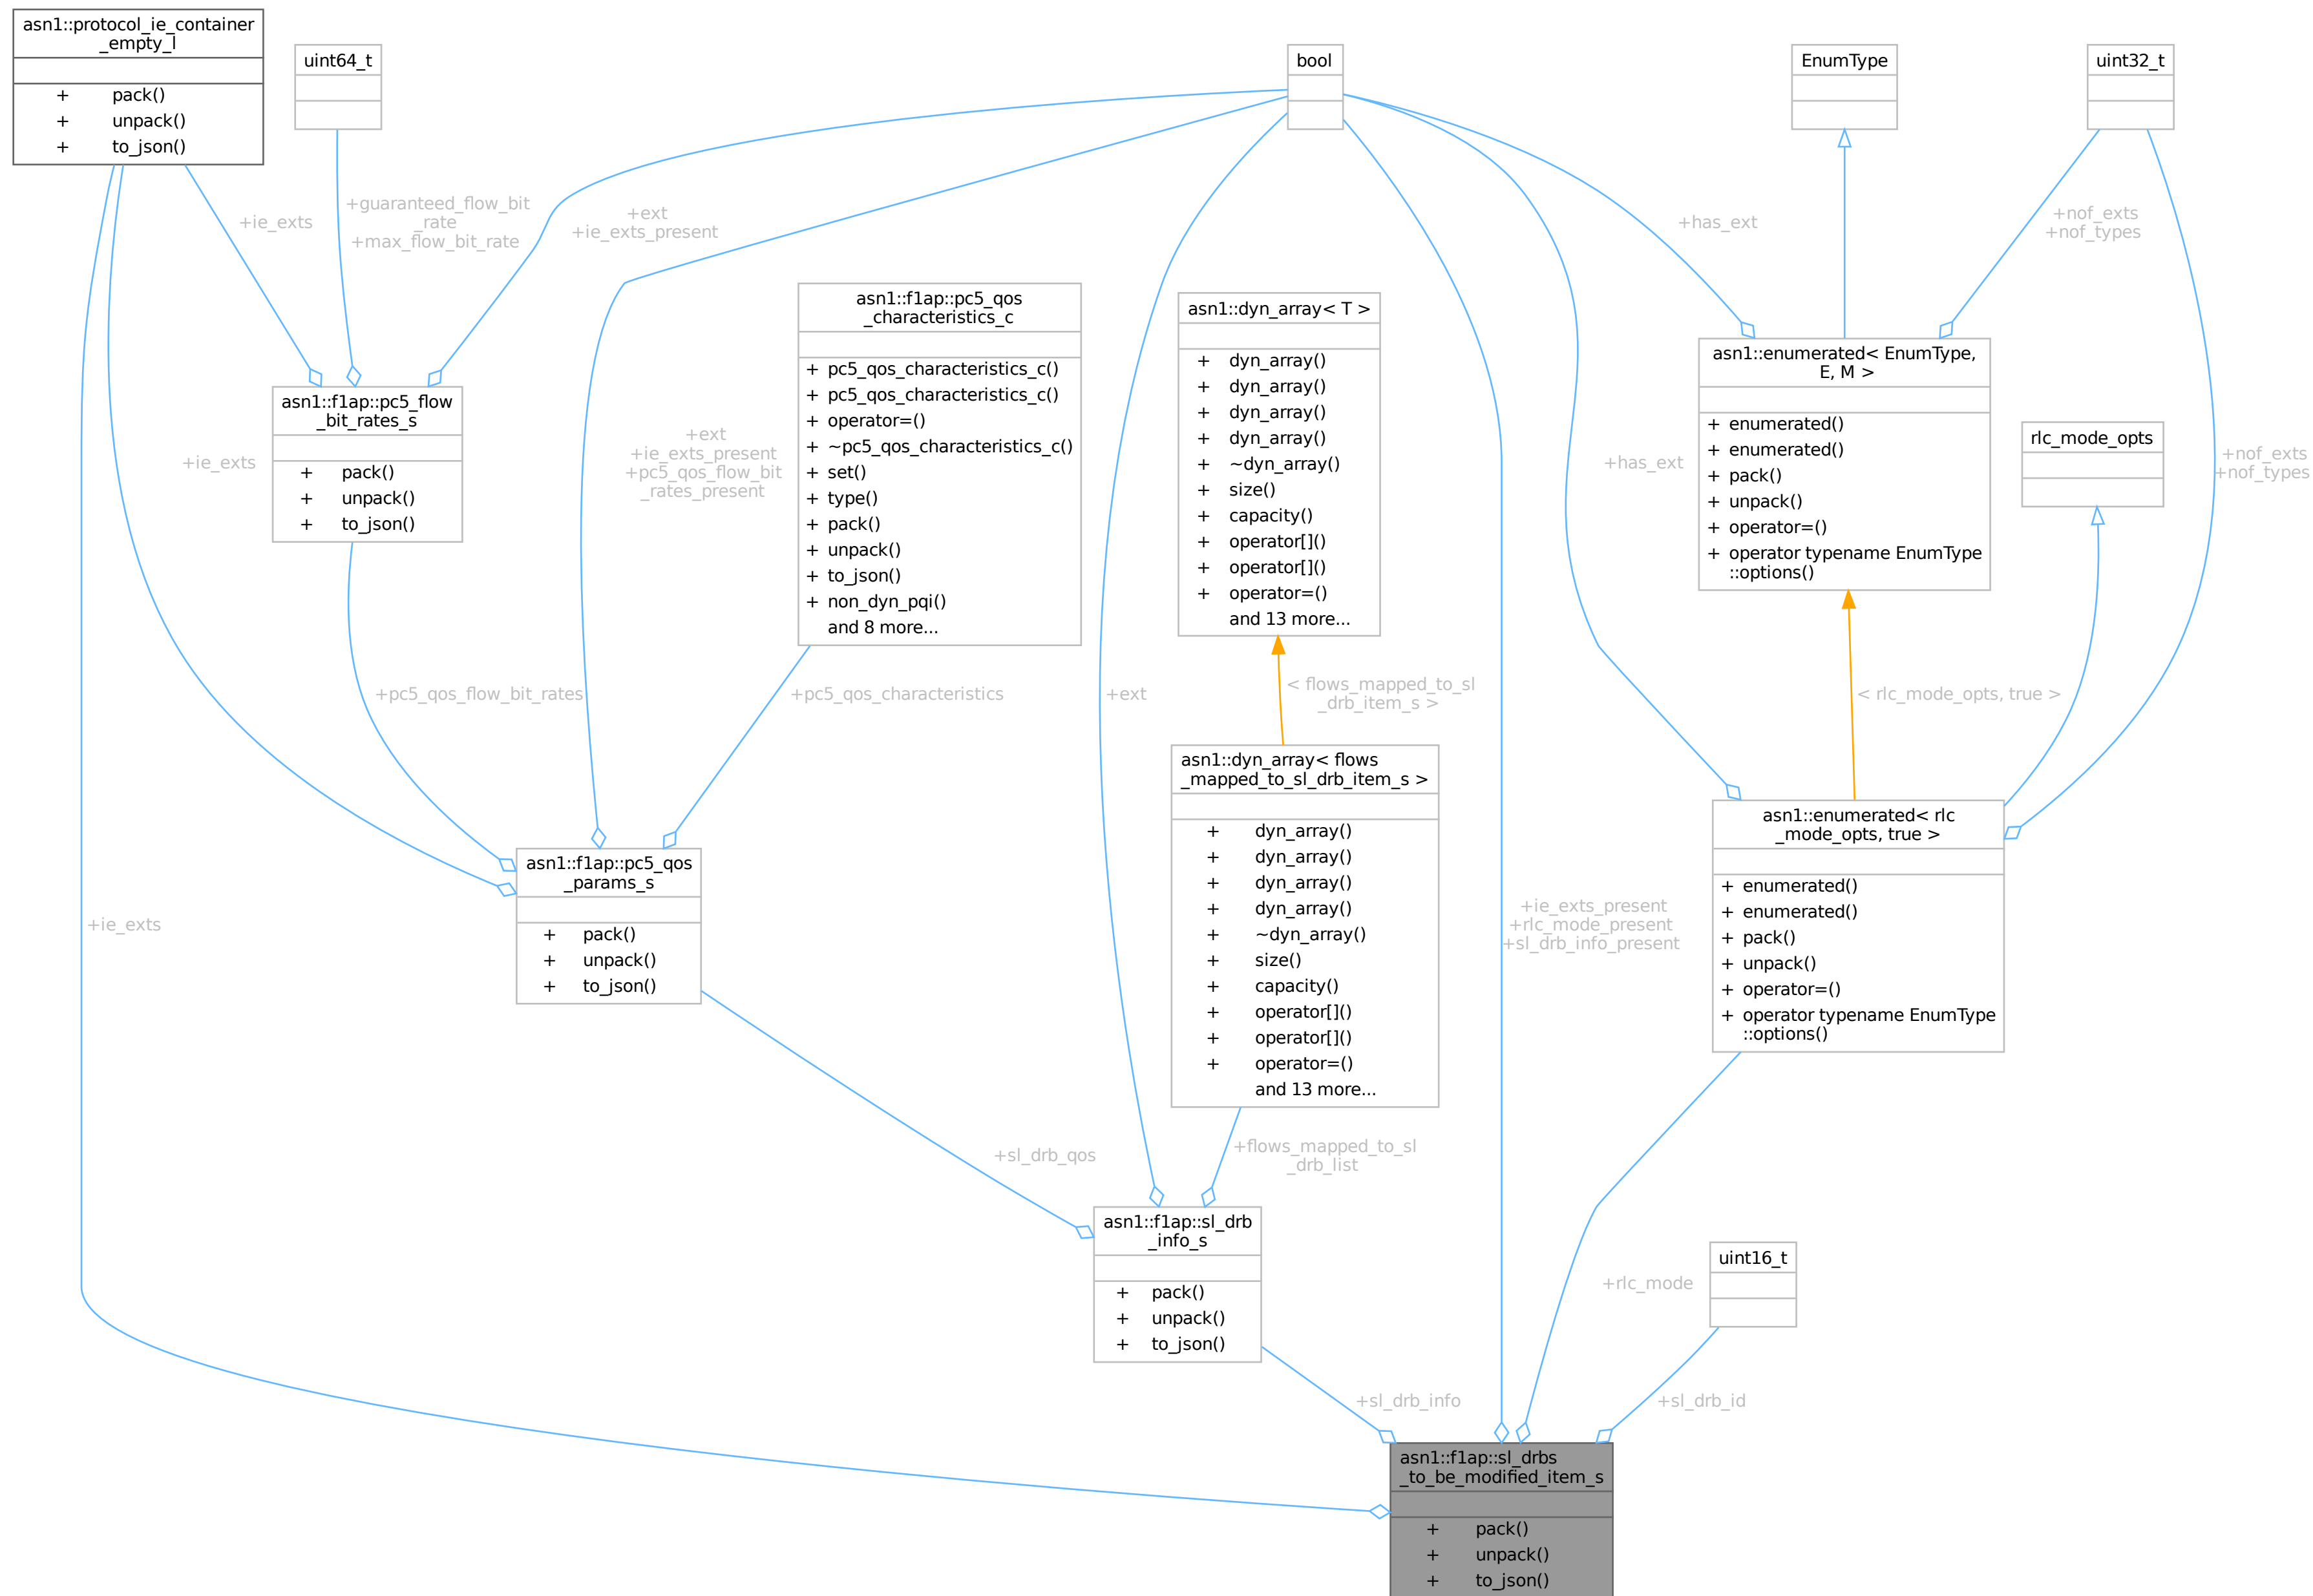 asn1::protocol_ie_container
_empty_l
+ pack()
+ unpack()
+ to_json()
uint64_t
bool
EnumType
uint32_t
+ie_exts
+guaranteed_flow_bit
_rate
+max_flow_bit_rate
+ext
+ie_exts_present
+has_ext
+nof_exts
+nof_types
asn1::f1ap::pc5_flow
_bit_rates_s
+ pack()
+ unpack()
+ to_json()
+ie_exts
+ext
+ie_exts_present
+pc5_qos_flow_bit
_rates_present
asn1::f1ap::pc5_qos
_characteristics_c
+ pc5_qos_characteristics_c()
+ pc5_qos_characteristics_c()
+ operator=()
+ ~pc5_qos_characteristics_c()
+ set()
+ type()
+ pack()
+ unpack()
+ to_json()
+ non_dyn_pqi()
and 8 more...
asn1::dyn_array< T >
+ dyn_array()
+ dyn_array()
+ dyn_array()
+ dyn_array()
+ ~dyn_array()
+ size()
+ capacity()
+ operator[]()
+ operator[]()
+ operator=()
and 13 more...
asn1::enumerated< EnumType,
E, M >
+ enumerated()
+ enumerated()
+ pack()
+ unpack()
+ operator=()
+ operator typename EnumType
::options()
rlc_mode_opts
+has_ext
+nof_exts
+nof_types
+pc5_qos_flow_bit_rates
+pc5_qos_characteristics
+ext
< flows_mapped_to_sl
_drb_item_s >
< rlc_mode_opts, true >
+ie_exts
asn1::f1ap::pc5_qos
_params_s
+ pack()
+ unpack()
+ to_json()
asn1::dyn_array< flows
_mapped_to_sl_drb_item_s >
+ dyn_array()
+ dyn_array()
+ dyn_array()
+ dyn_array()
+ ~dyn_array()
+ size()
+ capacity()
+ operator[]()
+ operator[]()
+ operator=()
and 13 more...
+ie_exts_present
+rlc_mode_present
+sl_drb_info_present
asn1::enumerated< rlc
_mode_opts, true >
+ enumerated()
+ enumerated()
+ pack()
+ unpack()
+ operator=()
+ operator typename EnumType
::options()
+sl_drb_qos
+flows_mapped_to_sl
_drb_list
asn1::f1ap::sl_drb
_info_s
+ pack()
+ unpack()
+ to_json()
+rlc_mode
uint16_t
+sl_drb_info
+sl_drb_id
asn1::f1ap::sl_drbs
_to_be_modified_item_s
+ pack()
+ unpack()
+ to_json()